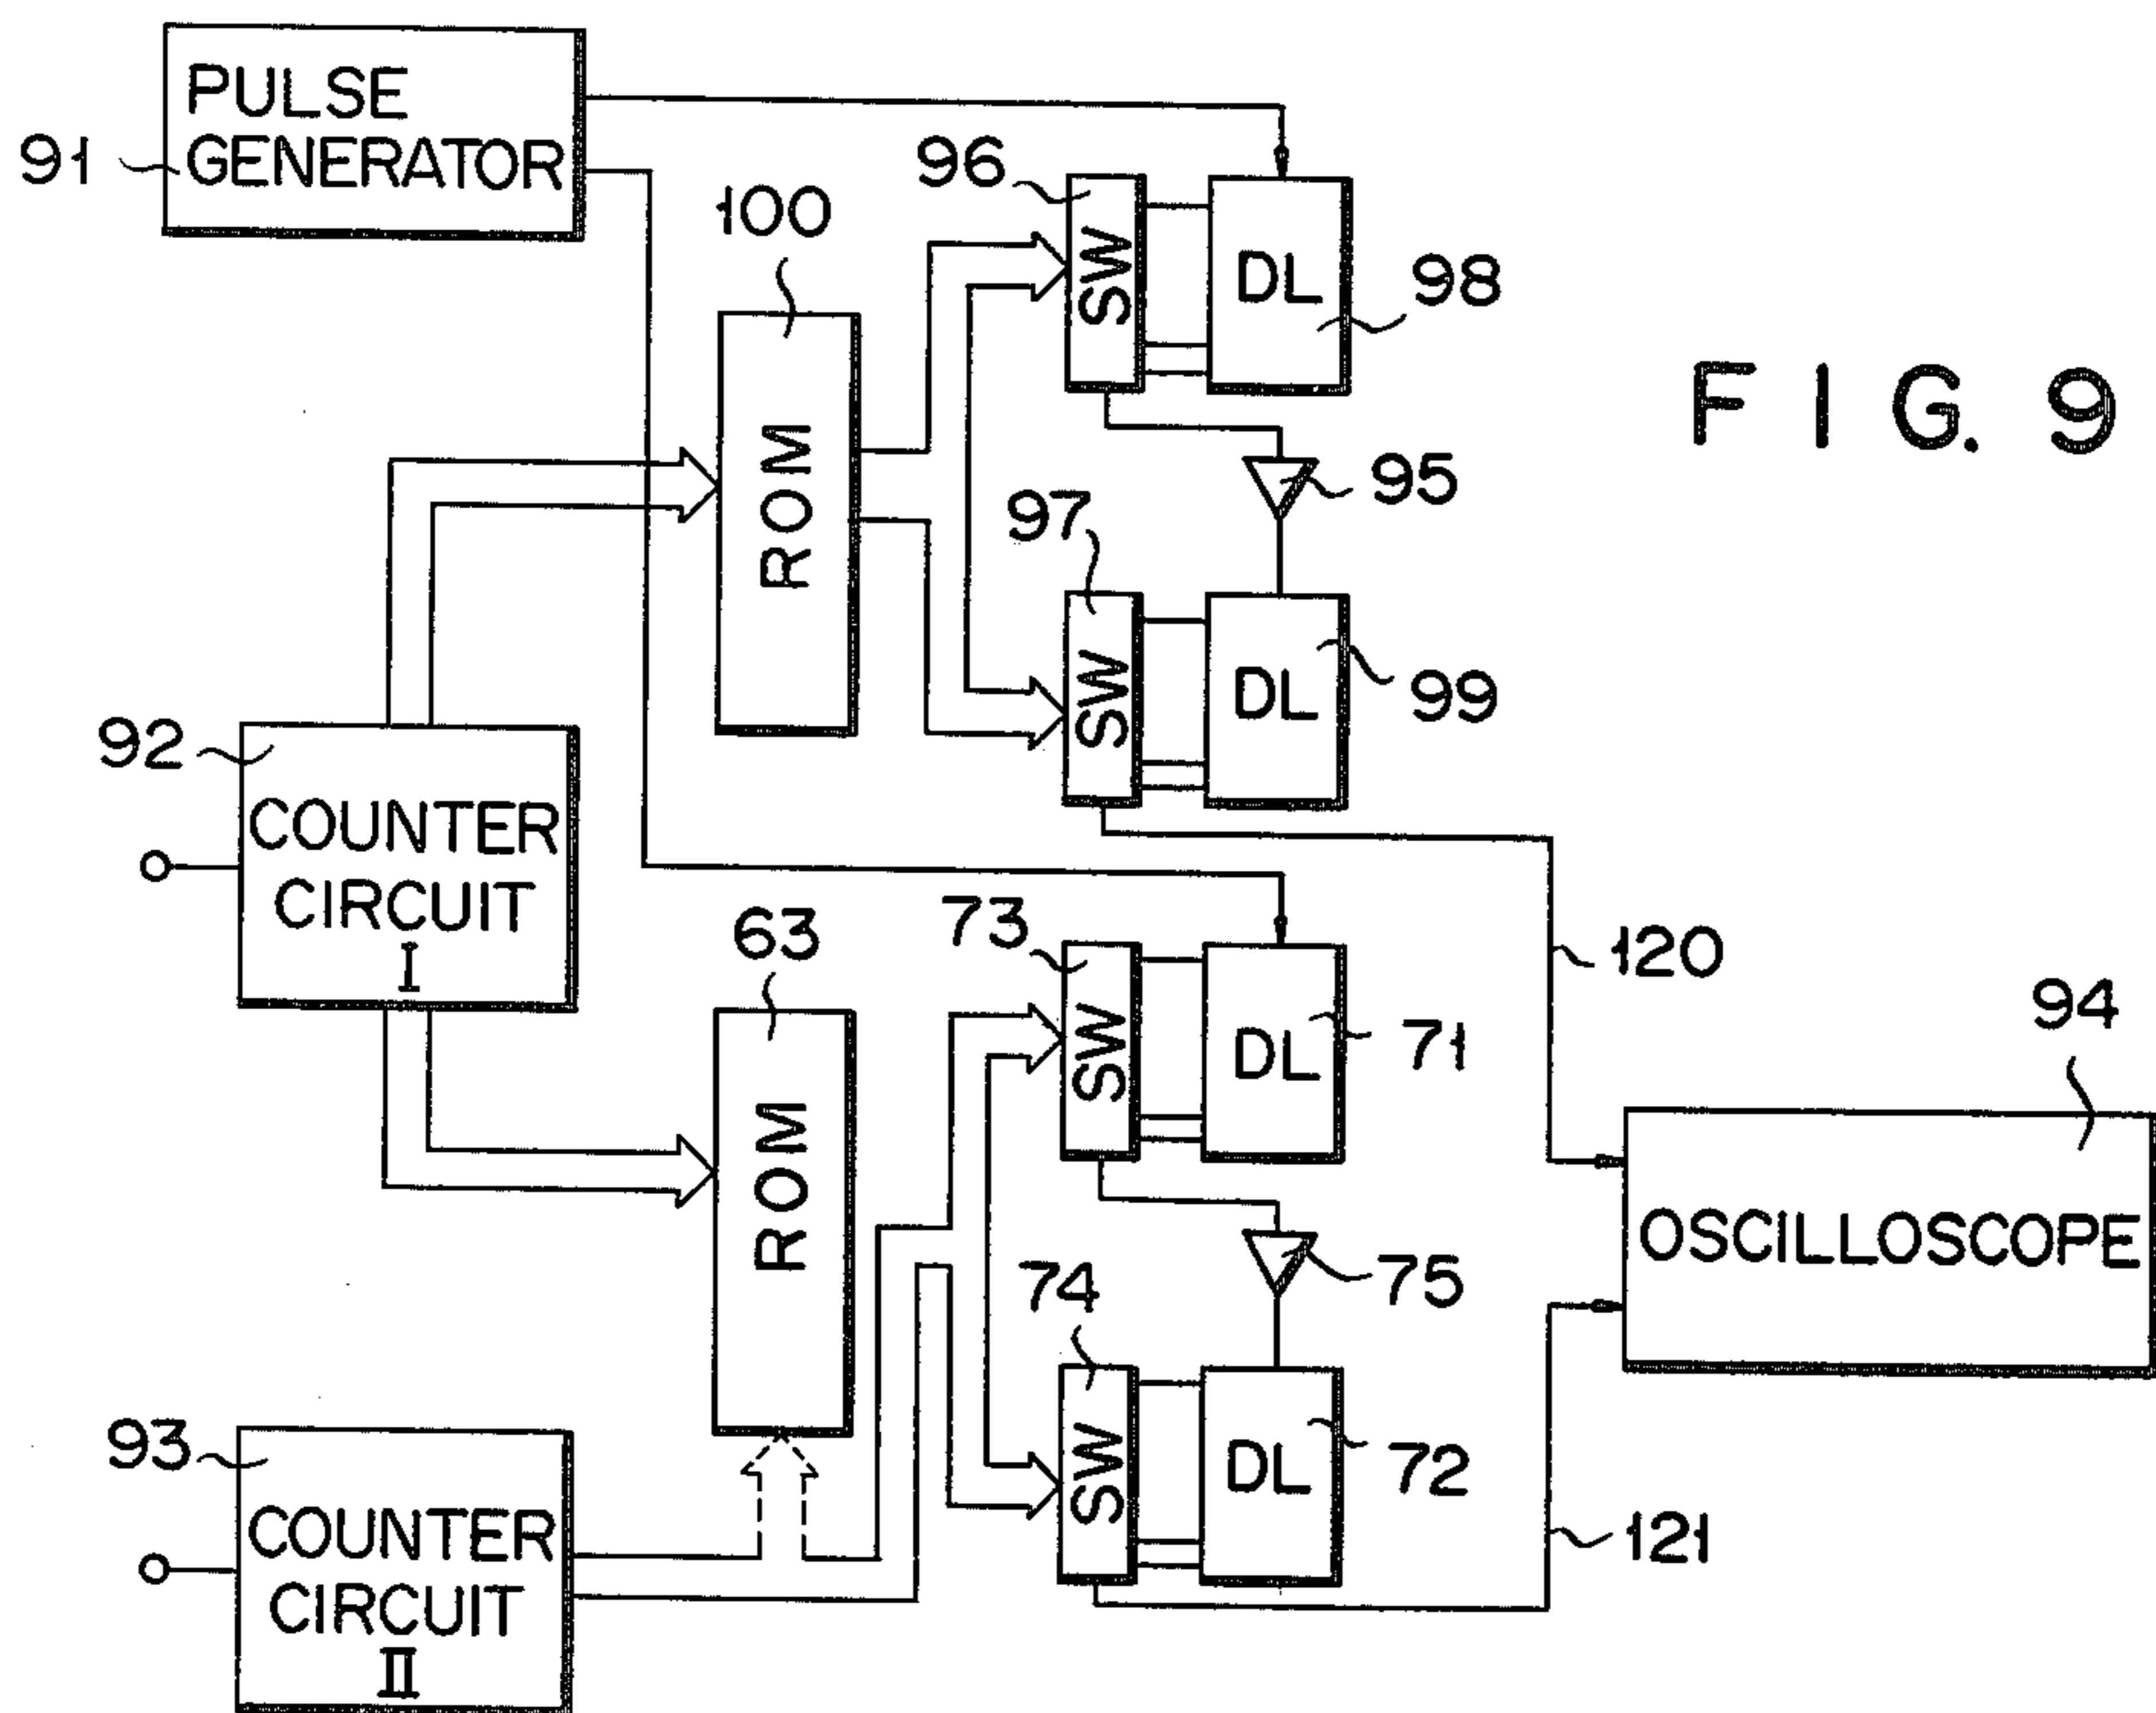 PULSE
GENERATOR
91
96
SW
DL
98
100
ROM
FIG. 9
95
97
SW
DL
99
92
COUNTER
CIRCUIT
I
120
63
ROM
73
SW
DL
71
94
OSCILLOSCOPE
75
74
SW
DL
72
93
COUNTER
CIRCUIT
II
121